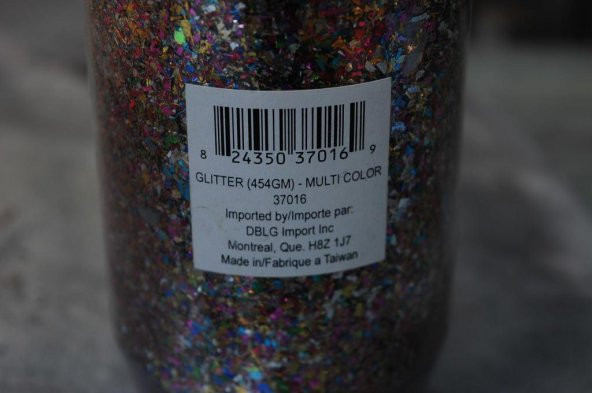 8 24350 37016 9
GLITTER (454GM) - MULTI COLOR
37016
Imported by/Importe par:
DBLG Import Inc
Montreal, Que. H8Z 1J7
Made in/Fabrique a Taiwan